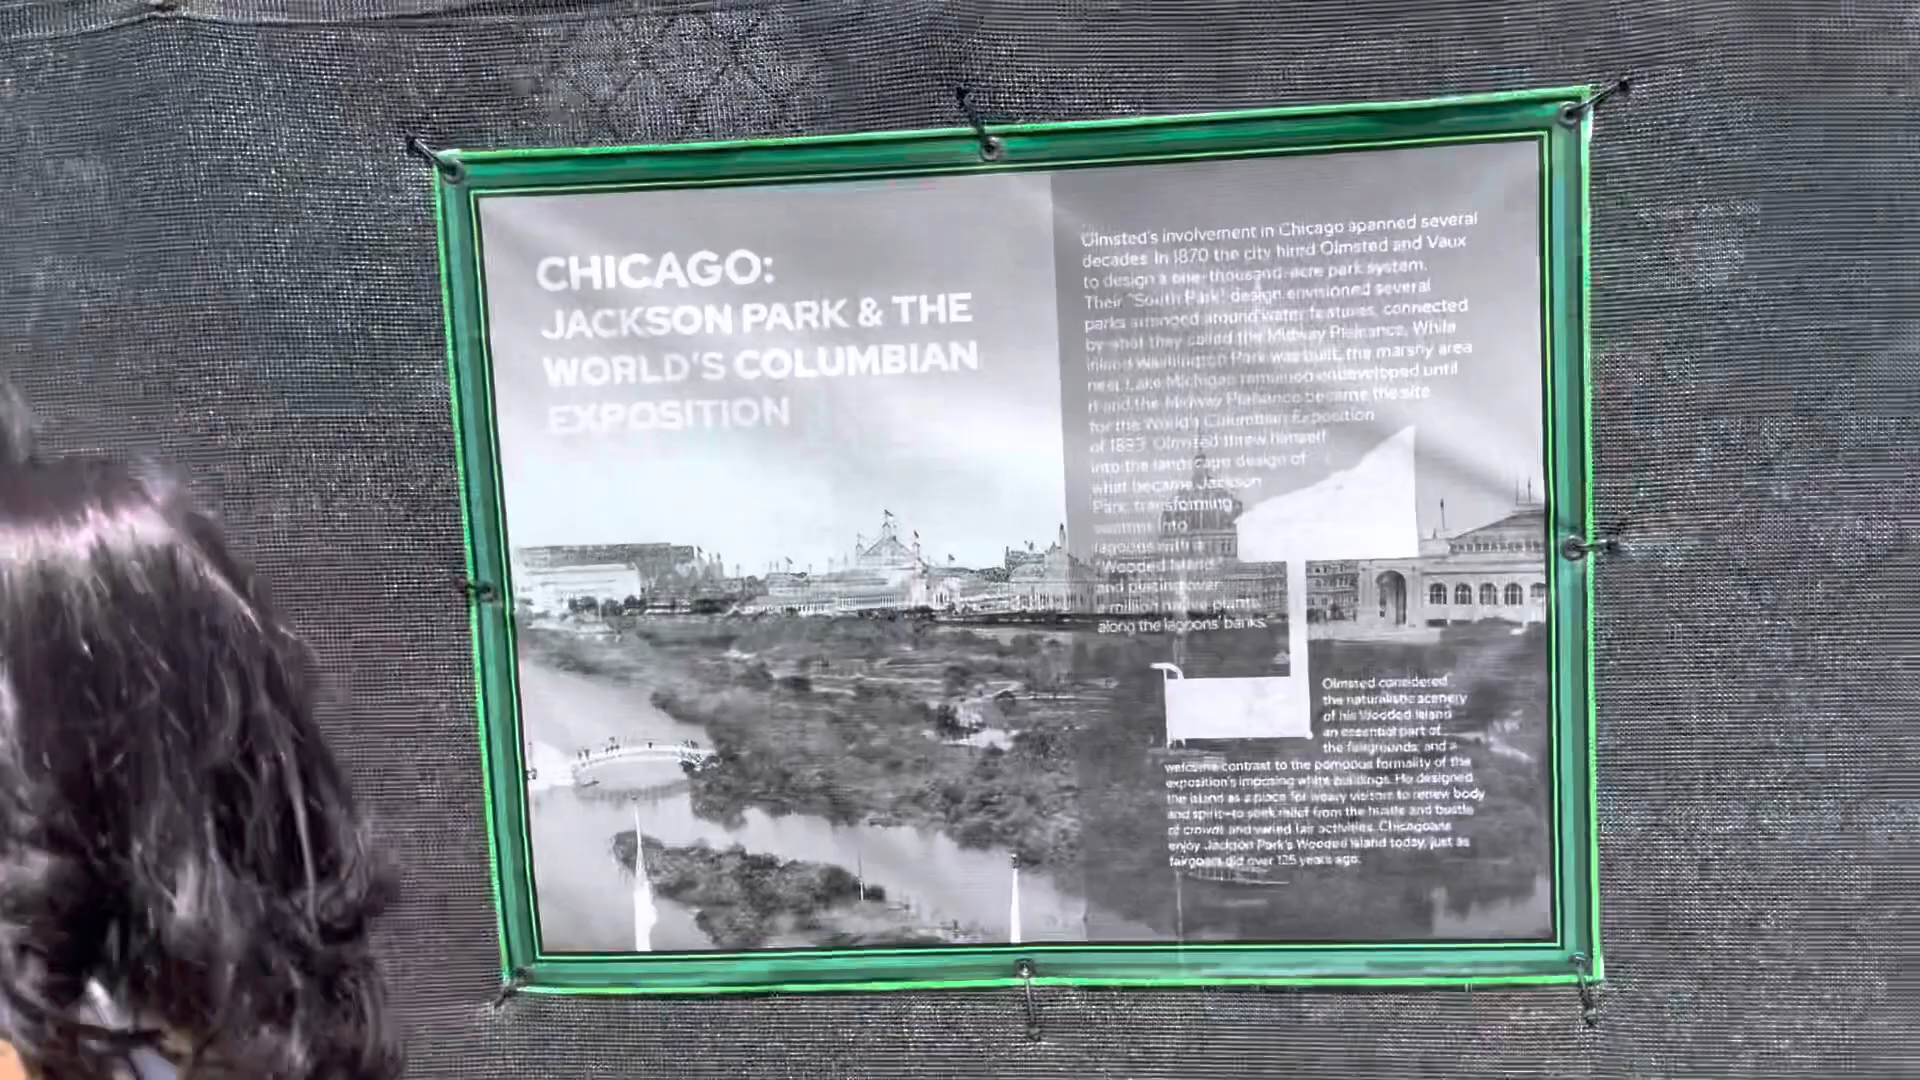 CHICAGO:
JACKSON PARK & THE
WORLD'S COLUMBIAN
EXPOSITION
Olmsted's involvement in Chicago spanned several
decades. In 1870 the city hired Olmsted and Vaux
to design a one-thousand-acre park system.
Their "South Park" design envisioned several
parks arranged around water features, connected
by what they called the Midway Plaisance. While
inland Washington Park was built, the marshy area
near Lake Michigan remained undeveloped until
it and the Midway Plaisance became the site
for the World's Columbian Exposition
of 1893. Olmsted threw himself
into the landscape design of
what became Jackson
Park, transforming
swamps into
lagoons with a
"Wooded Island"
and planting over
million plants
along the lagoons' banks.
Olmsted considered
the naturalistic scenery
of his Wooded Island
an essential part of
the fairgrounds, and a
welcome contrast to the pompous formality of the
exposition's imposing white buildings. He designed
the island as a place for weary visitors to renew body
and spirit—to seek relief from the hustle and bustle
of crowds and varied fair activities. Chicagoans
enjoy Jackson Park's Wooded Island today, just as
fairgoers did over 125 years ago.